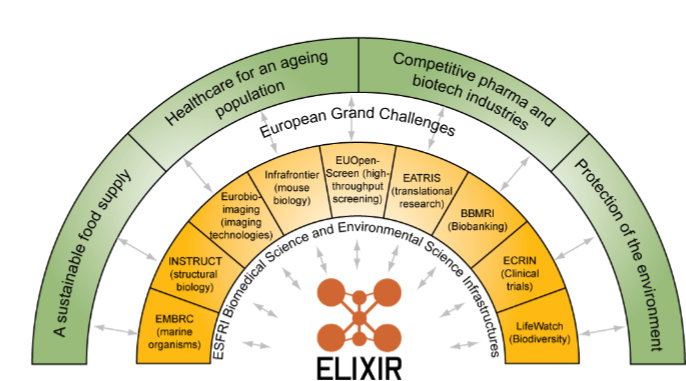 Healthcare for an ageing
population
Competitive pharma and
biotech industries
A sustainable food supply
Protection of the environment
European Grand Challenges
EMBRC
(marine
organisms)
INSTRUCT
(structural
biology)
Eurobio-
imaging
(imaging
technologies)
Infrafrontier
(mouse
biology)
EUOpen-
Screen (high-
throughput
screening)
EATRIS
(translational
research)
BBMRI
(Biobanking)
ECRIN
(Clinical
trials)
LifeWatch
(Biodiversity)
ESFRI Biomedical Science and Environmental Science Infrastructures
ELIXIR